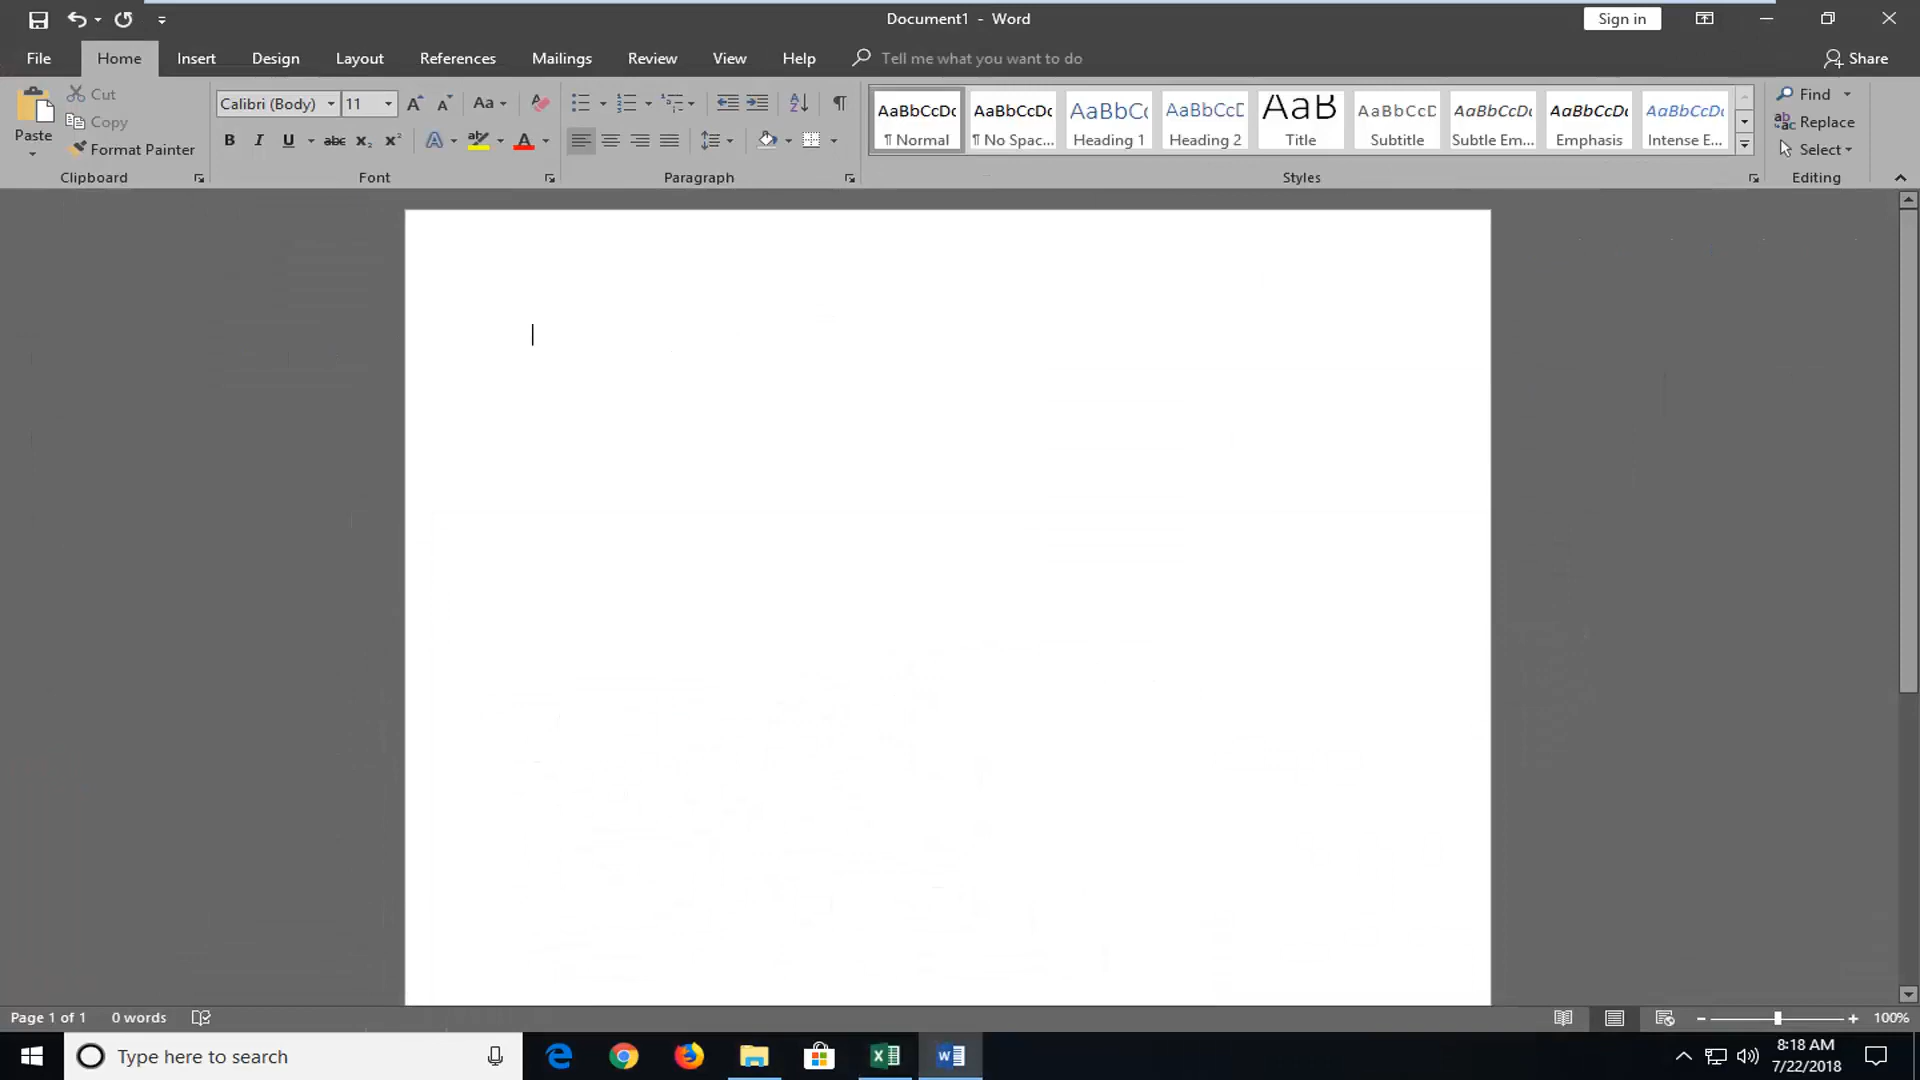 Document1 - Word
Sign in
File Home Insert Design Layout References Mailings Review View Help Tell me what you want to do Share
Paste
Cut
Copy
Format Painter
Clipboard
Calibri (Body) 11 Aa
B I U abc x₂ x² A A
Font
Paragraph
AaBbCcDc AaBbCcDc AaBbCc AaBbCcD AaB AaBbCcD AaBbCcDc AaBbCcDc AaBbCcDc
¶ Normal ¶ No Spac... Heading 1 Heading 2 Title Subtitle Subtle Em... Emphasis Intense E...
Styles
Find
Replace
Select
Editing
Page 1 of 1 0 words 100%
Type here to search
8:18 AM
7/22/2018